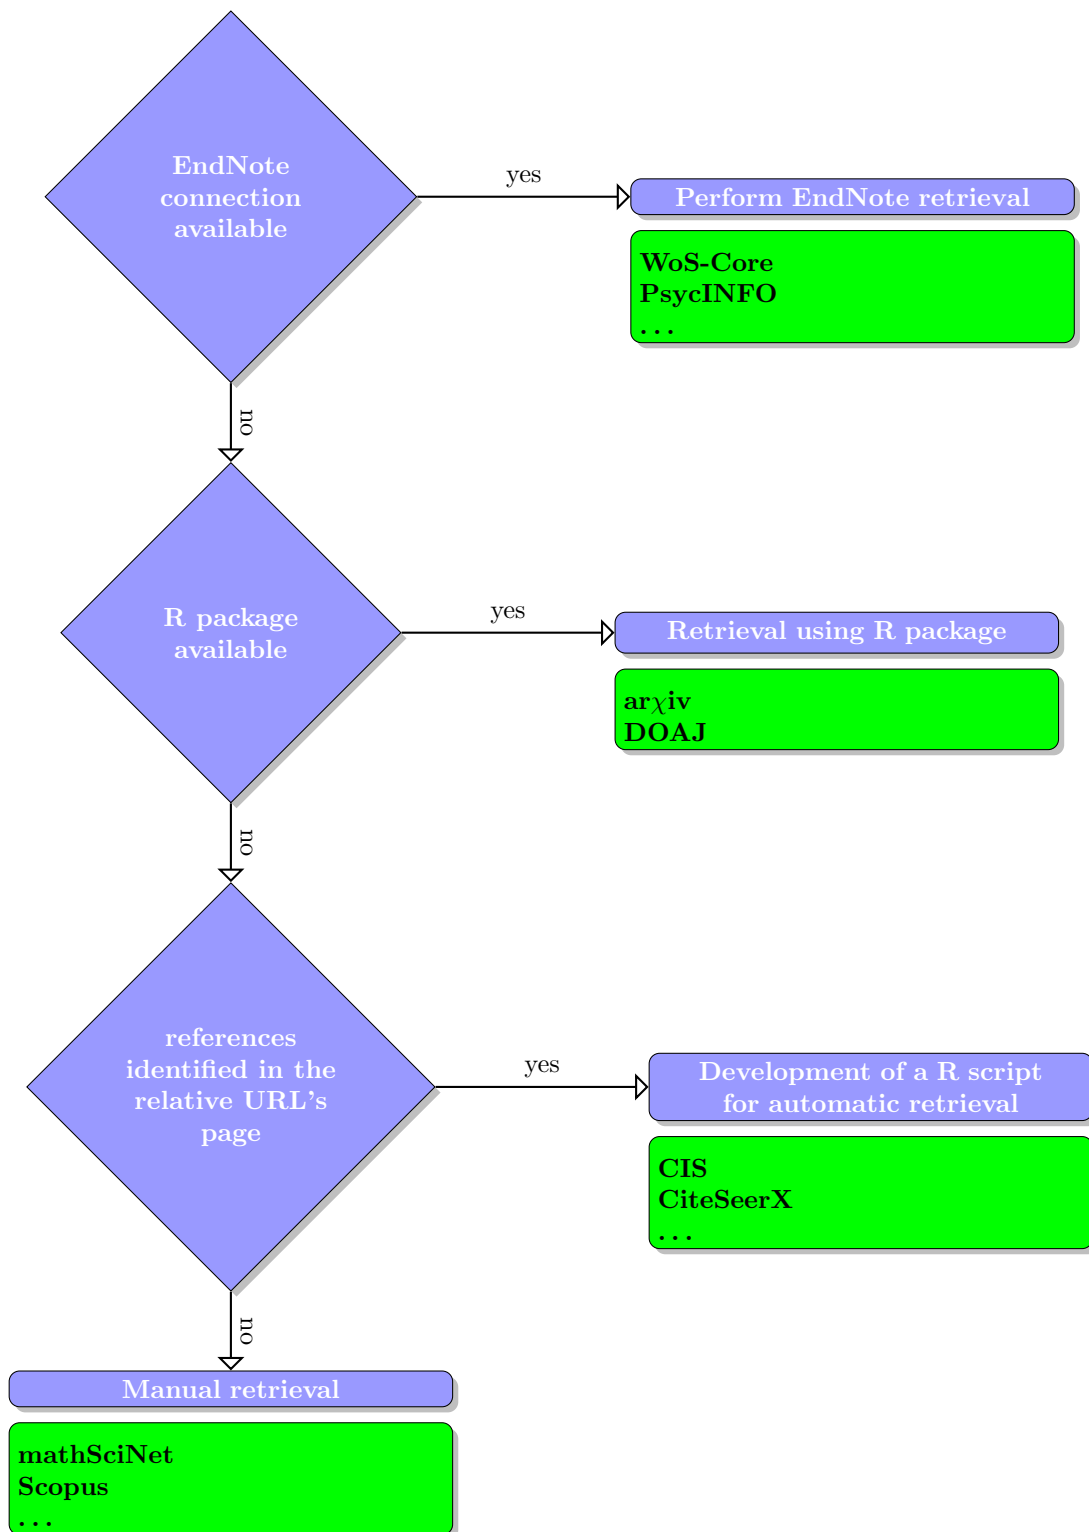 EndNote
connection
available
yes
Perform EndNote retrieval
WoS-Core
PsycINFO
...
no
R package
available
yes
Retrieval using R package
arχiv
DOAJ
no
references
identified in the
relative URL's
page
yes
Development of a R script
for automatic retrieval
CIS
CiteSeerX
...
no
Manual retrieval
mathSciNet
Scopus
...